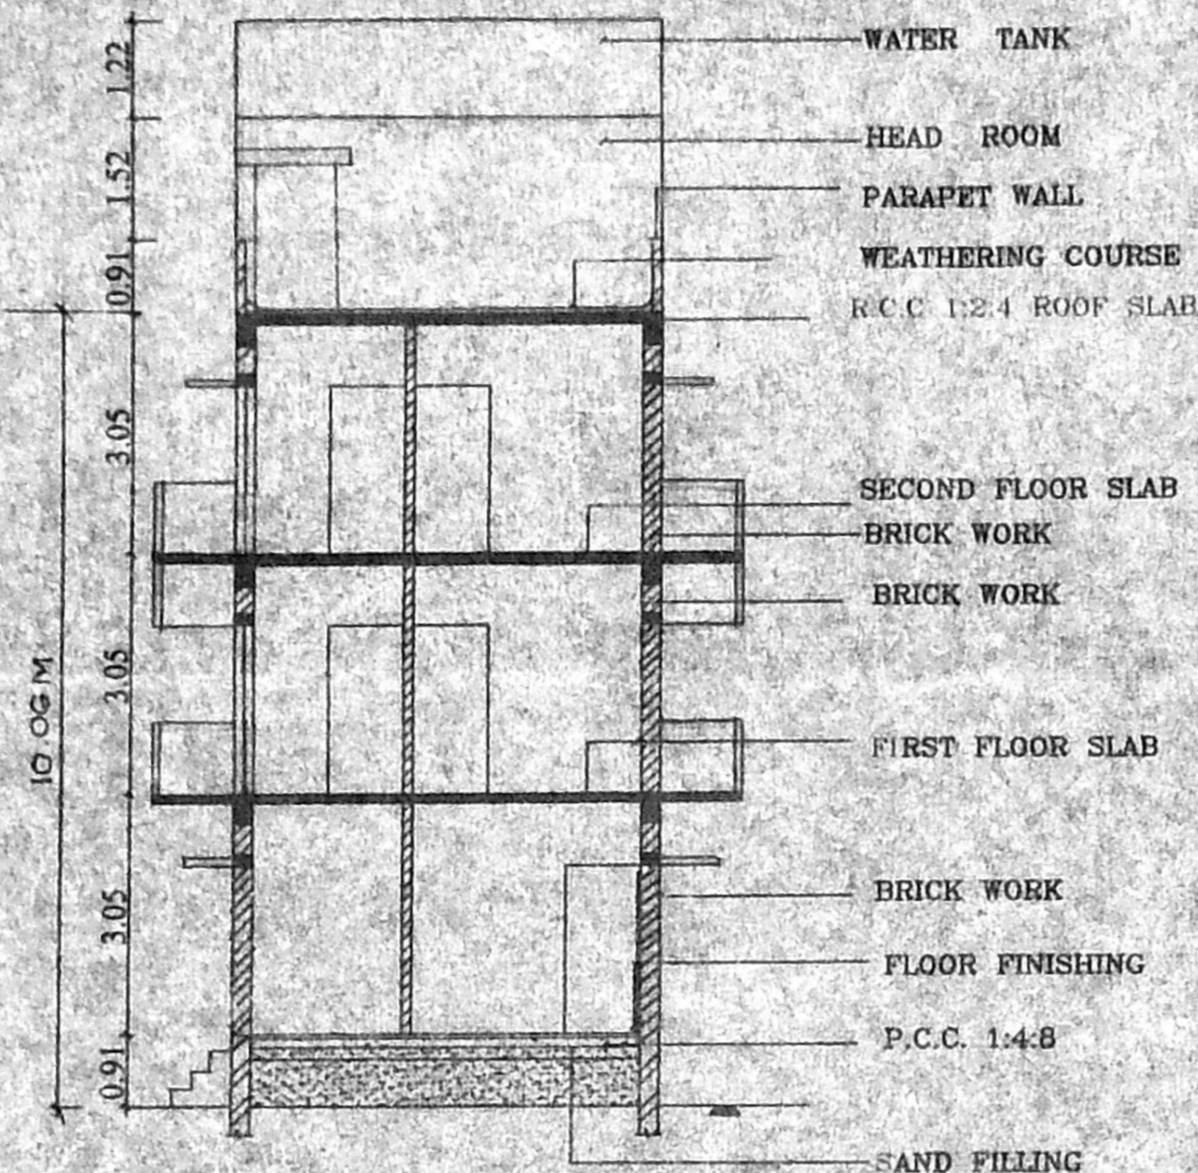 WATER TANK
HEAD ROOM
PARAPET WALL
WEATHERING COURSE
R.C.C 1:2:4 ROOF SLAB
SECOND FLOOR SLAB
BRICK WORK
BRICK WORK
FIRST FLOOR SLAB
BRICK WORK
FLOOR FINISHING
P.C.C. 1:4:8
SAND FILLING
1.22
1.52
0.91
3.05
3.05
3.05
0.91
10.06 M